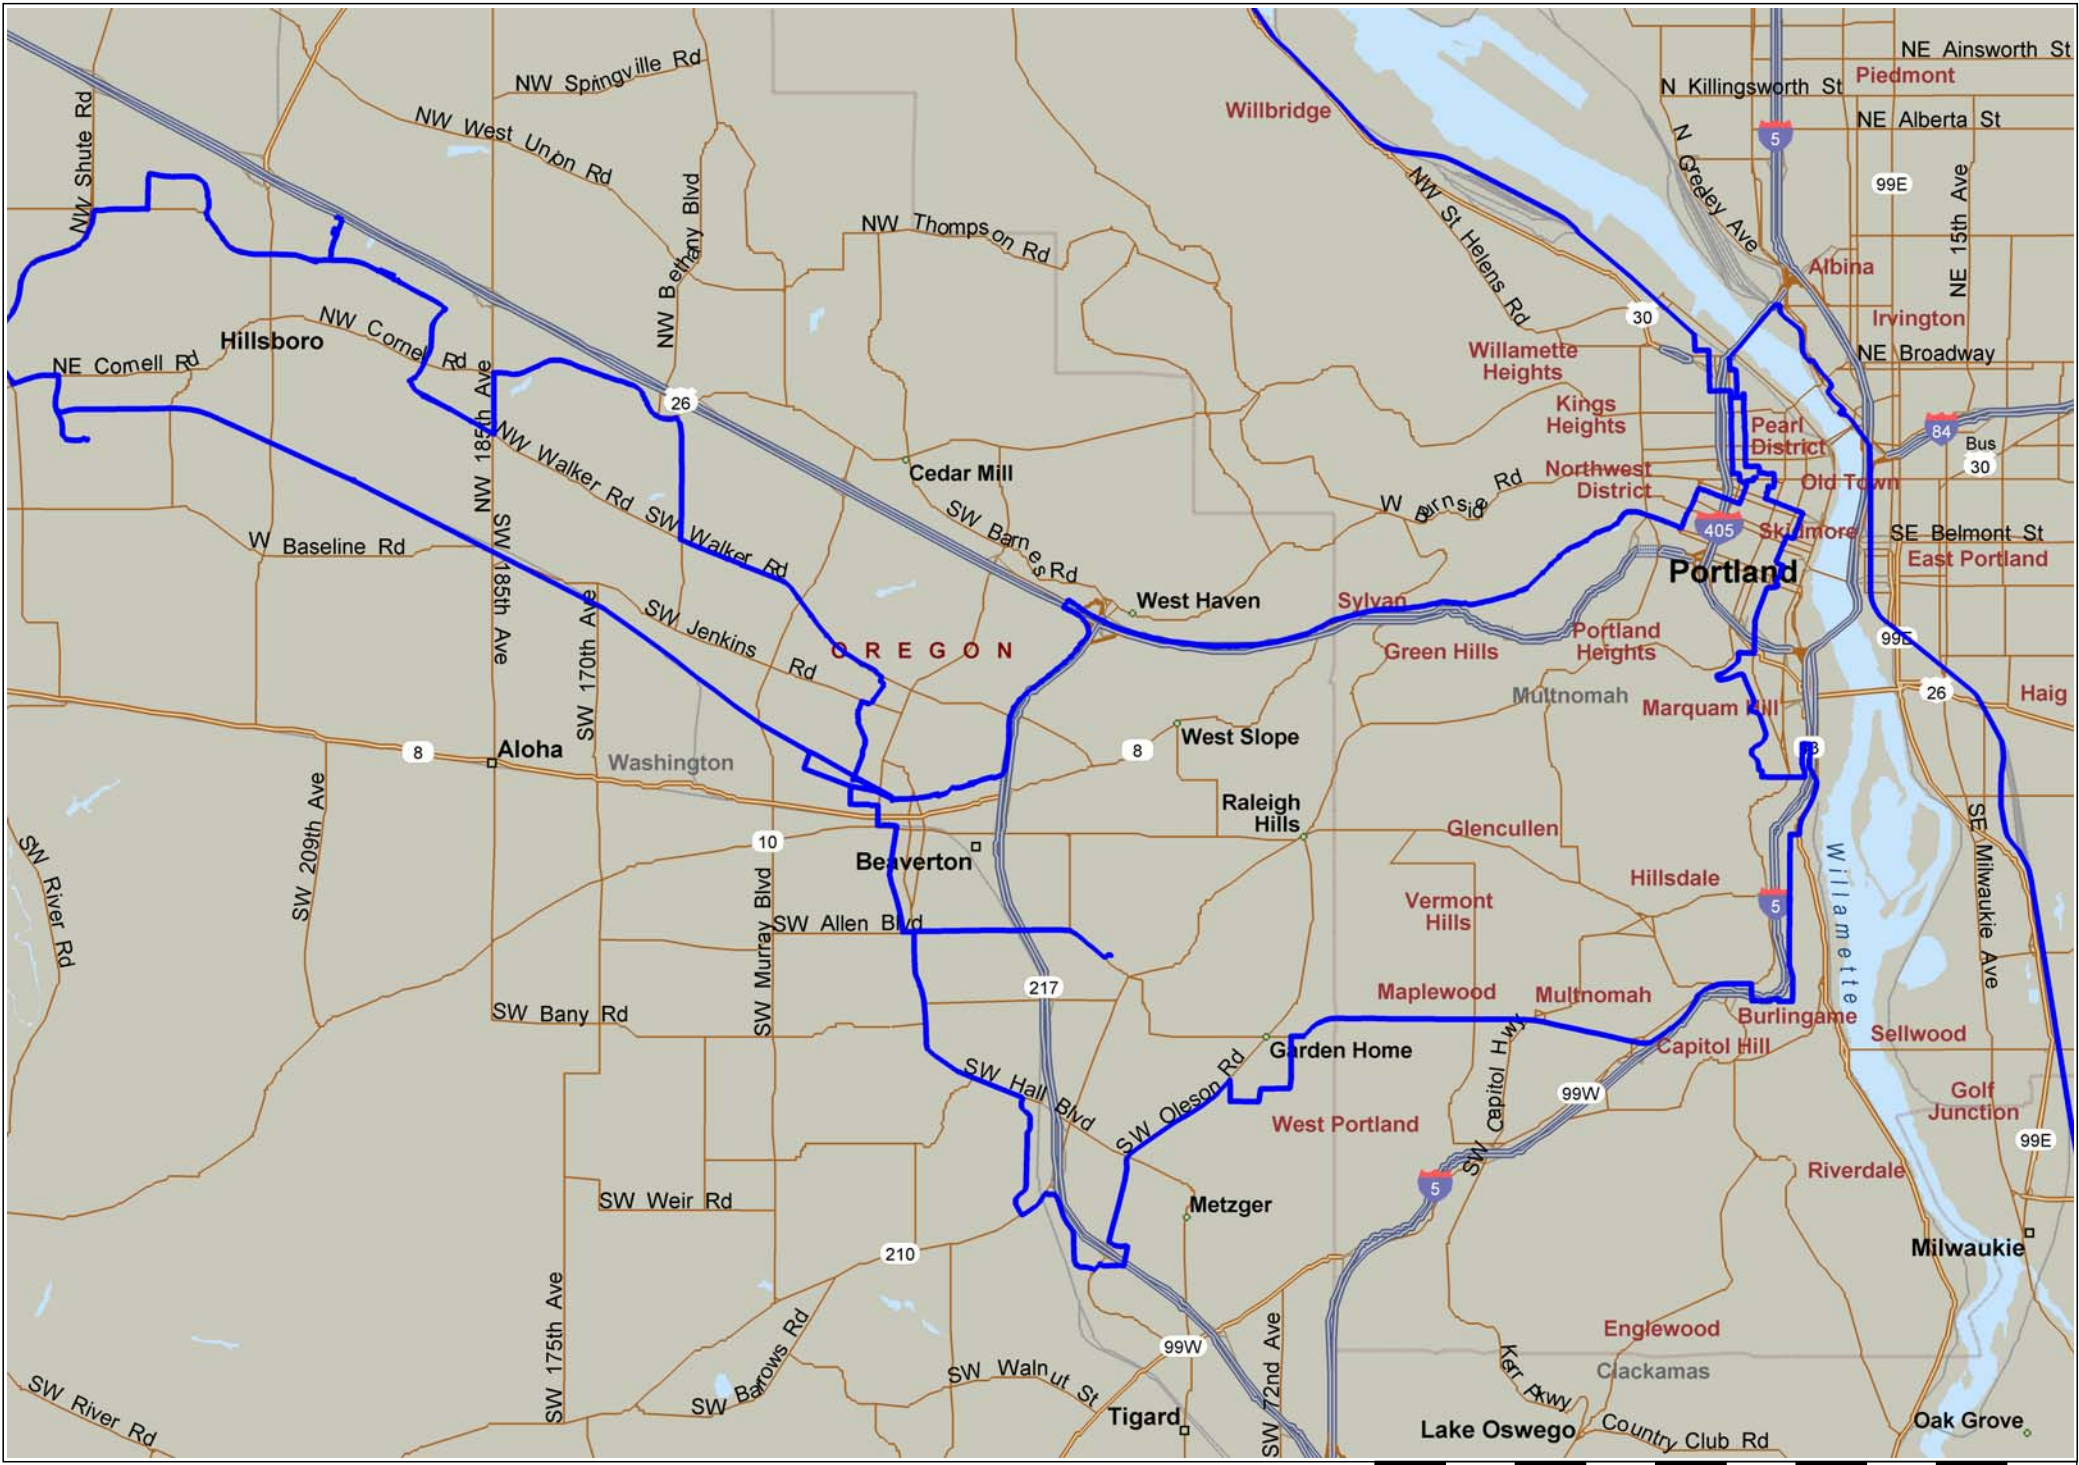 NE Ainsworth St
NW Springville Rd
Piedmont
N Killingsworth St
NW Shute Rd
Willbridge
NE Alberta St
NW West Union Rd
5
N Greeley Ave
99E
NW Bethany Blvd
NW St Helens Rd
NE 15th Ave
NW Thompson Rd
Albina
30
Irvington
NW Cornel Rd
Hillsboro
NE Cornell Rd
Willamette
Heights
NE Broadway
NW 185th Ave
26
Kings
Heights
Pearl
District
84
Bus
30
NW Walker Rd
Cedar Mill
Northwest
District
Old Town
W Burnside Rd
SW Walker Rd
SW Barnes Rd
405
Skidmore
SE Belmont St
W Baseline Rd
SW 185th Ave
East Portland
Portland
SW 170th Ave
West Haven
Sylvan
SW Jenkins Rd
OREGON
Green Hills
Portland
Heights
99E
Multnomah
Marquam Hill
26
Haig
8
Aloha
Washington
8
West Slope
43
SW 209th Ave
Raleigh
Hills
SE Milwaukie Ave
SW River Rd
10
Beaverton
Glencullen
Willamette
SW Murray Blvd
Hillsdale
SW Allen Blvd
Vermont
Hills
5
217
Maplewood
Multnomah
SW Bany Rd
Burlingame
Sellwood
SW Capitol Hwy
Garden Home
Capitol Hill
SW Hall Blvd
SW Oleson Rd
99W
Golf
Junction
West Portland
99E
5
Riverdale
SW Weir Rd
Metzger
210
Milwaukie
SW 175th Ave
SW Barrows Rd
99W
SW 72nd Ave
Englewood
Clackamas
SW Walnut St
Kerr Pkwy
SW River Rd
Tigard
Lake Oswego
Country Club Rd
Oak Grove